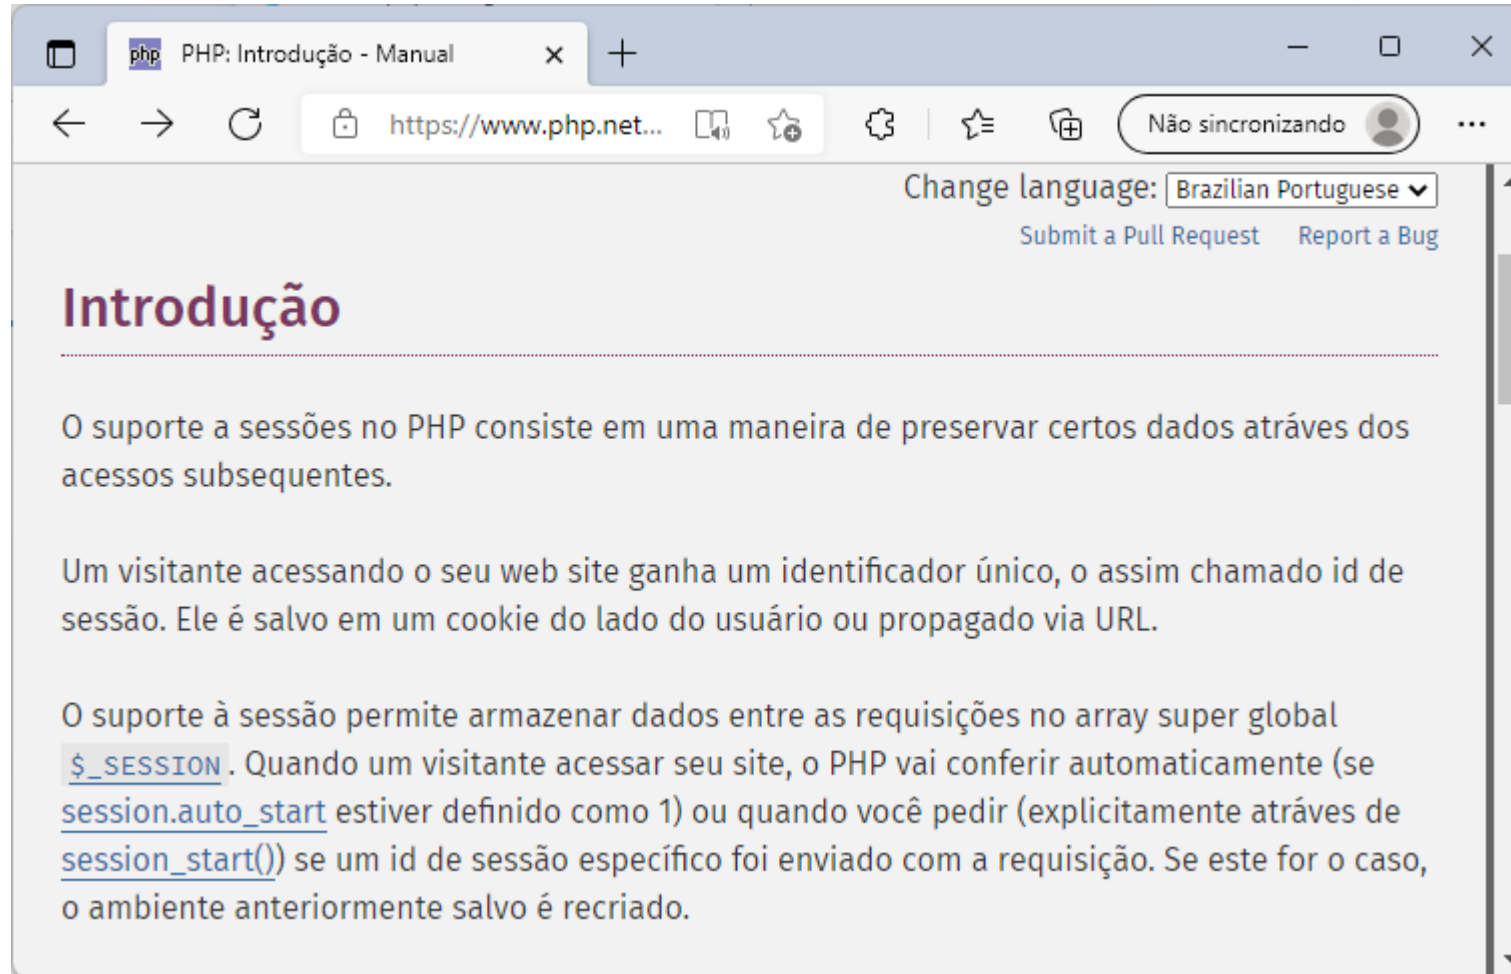 php PHP: Introdução - Manual
https://www.php.net... Não sincronizando
Change language: Brazilian Portuguese
Submit a Pull Request Report a Bug
Introdução
O suporte a sessões no PHP consiste em uma maneira de preservar certos dados atráves dos
acessos subsequentes.
Um visitante acessando o seu web site ganha um identificador único, o assim chamado id de
sessão. Ele é salvo em um cookie do lado do usuário ou propagado via URL.
O suporte à sessão permite armazenar dados entre as requisições no array super global
$_SESSION. Quando um visitante acessar seu site, o PHP vai conferir automaticamente (se
session.auto_start estiver definido como 1) ou quando você pedir (explicitamente atráves de
session_start()) se um id de sessão específico foi enviado com a requisição. Se este for o caso,
o ambiente anteriormente salvo é recriado.